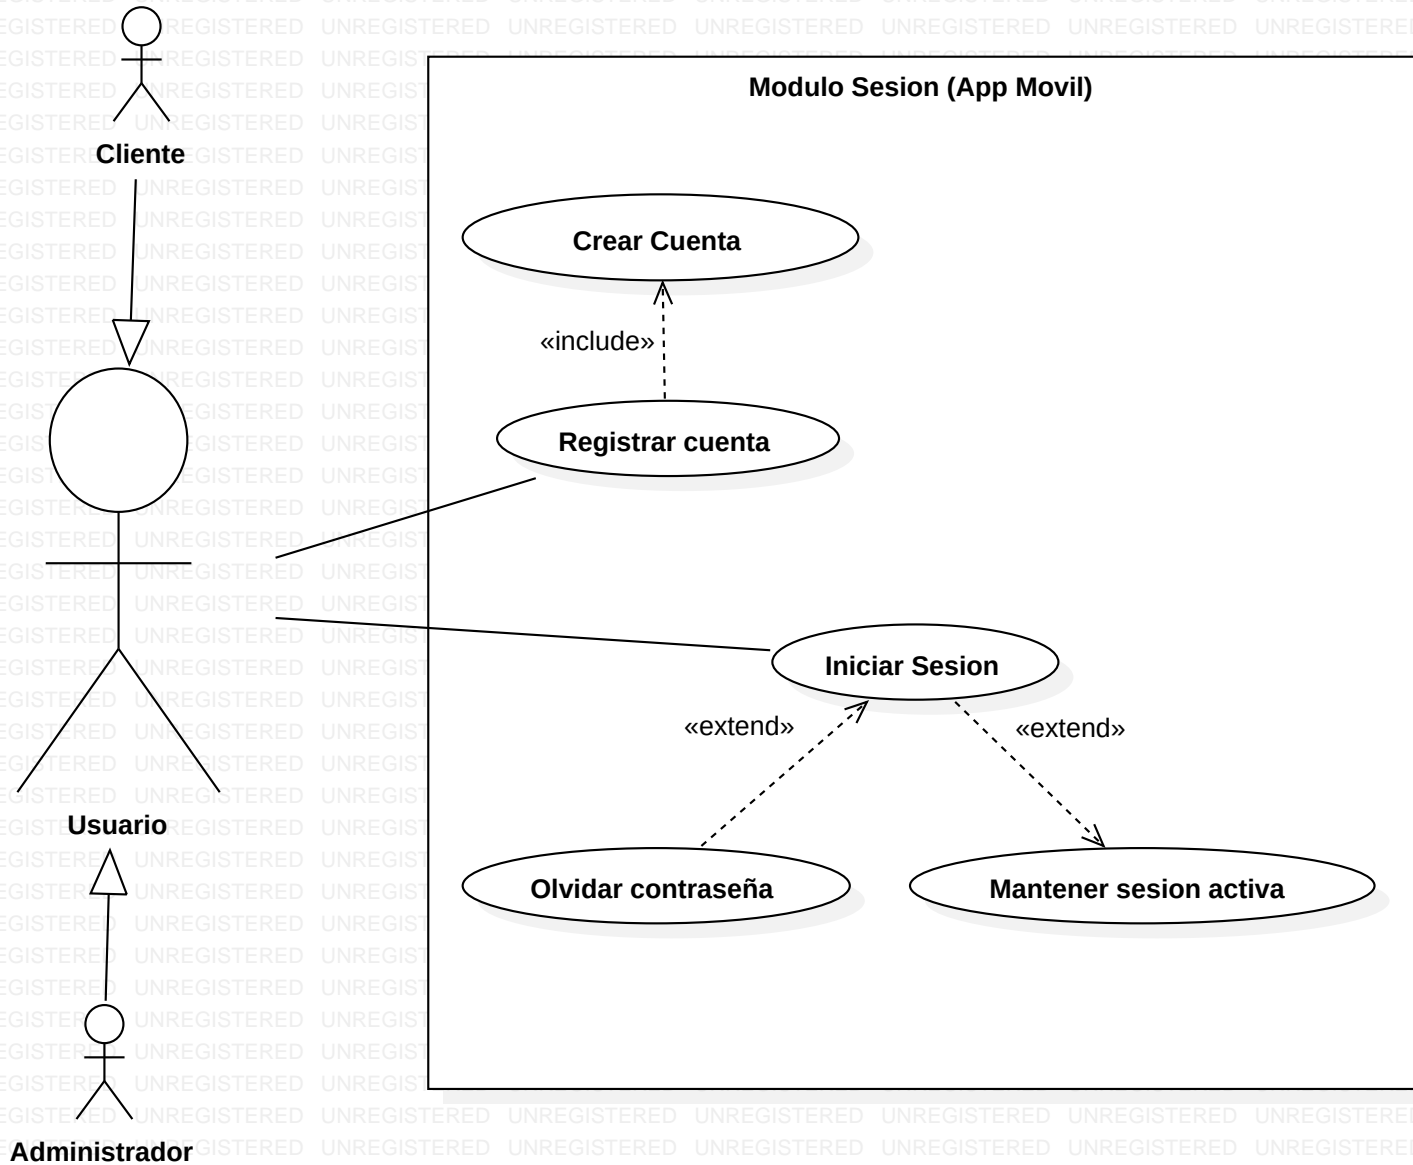 Modulo Sesion (App Movil)
Cliente
Crear Cuenta
«include»
Registrar cuenta
Iniciar Sesion
«extend»
«extend»
Usuario
Olvidar contraseña
Mantener sesion activa
Administrador
UNREGISTERED